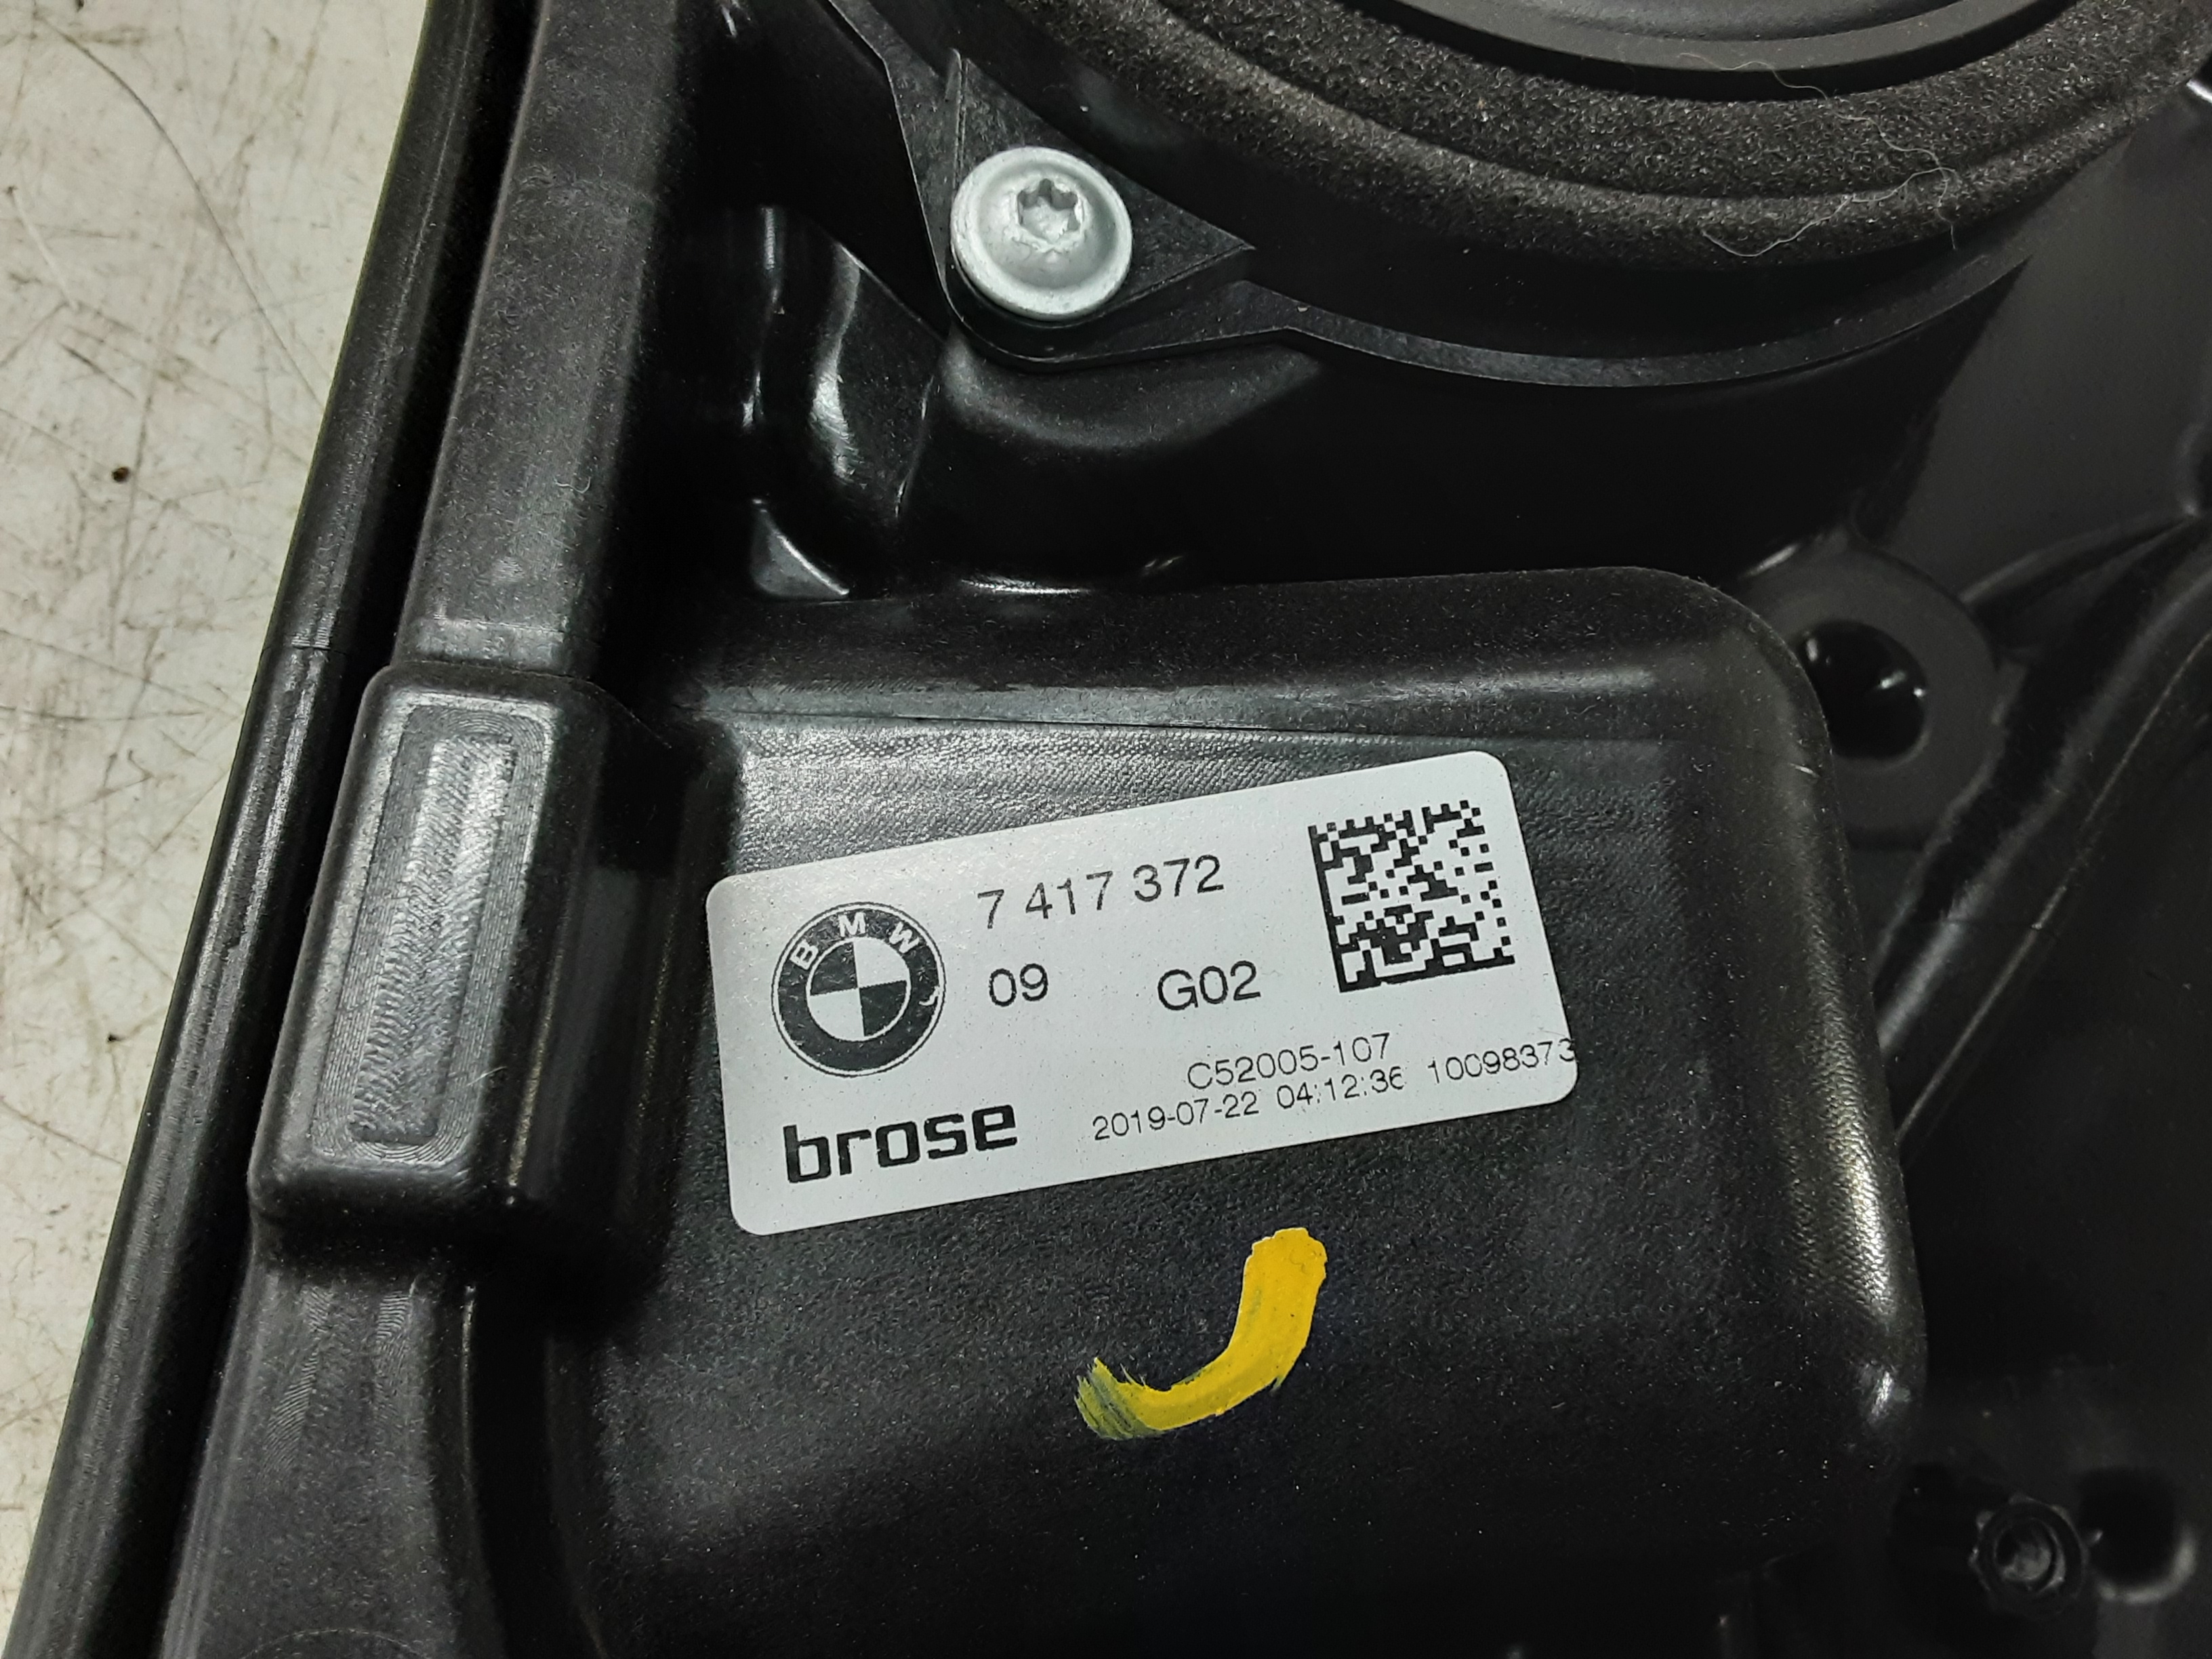 BMW
7 417 372
09 G02
C52005-107
2019-07-22 04:12:36 10098373
brose